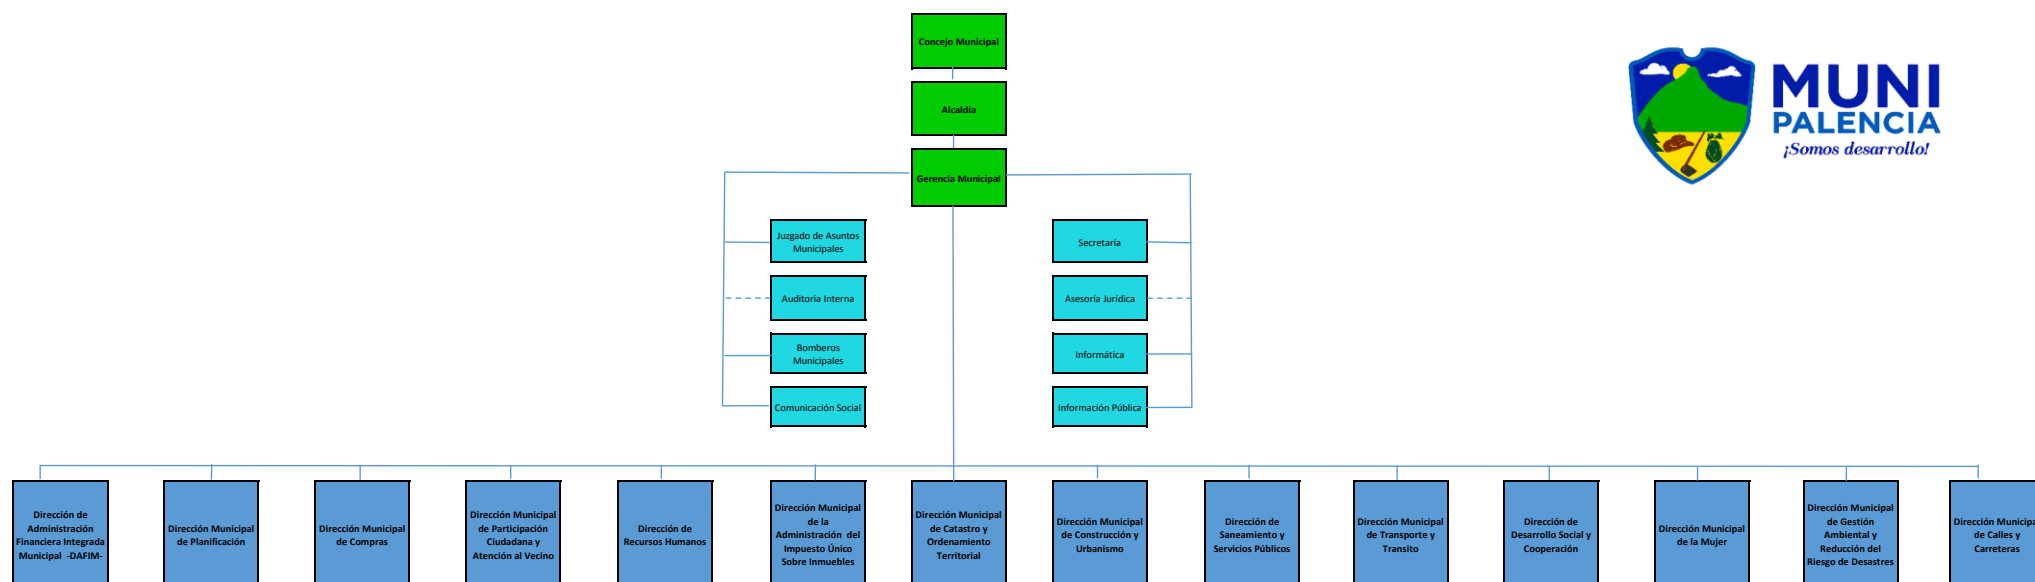 Concejo Municipal
MUNI
PALENCIA
¡Somos desarrollo!
Alcaldía
Gerencia Municipal
Juzgado de Asuntos
Municipales
Secretaría
Auditoria Interna
Asesoría Jurídica
Bomberos
Municipales
Informática
Comunicación Social
Información Pública
Dirección de
Administración
Financiera Integrada
Municipal -DAFIM-
Dirección Municipal
de Planificación
Dirección Municipal
de Compras
Dirección Municipal
de Participación
Ciudadana y
Atención al Vecino
Dirección de
Recursos Humanos
Dirección Municipal
de la
Administración del
Impuesto Único
Sobre Inmuebles
Dirección Municipal
de Catastro y
Ordenamiento
Territorial
Dirección Municipal
de Construcción y
Urbanismo
Dirección de
Saneamiento y
Servicios Públicos
Dirección Municipal
de Transporte y
Transito
Dirección de
Desarrollo Social y
Cooperación
Dirección Municipal
de la Mujer
Dirección Municipal
de Gestión
Ambiental y
Reducción del
Riesgo de Desastres
Dirección Municipal
de Calles y
Carreteras